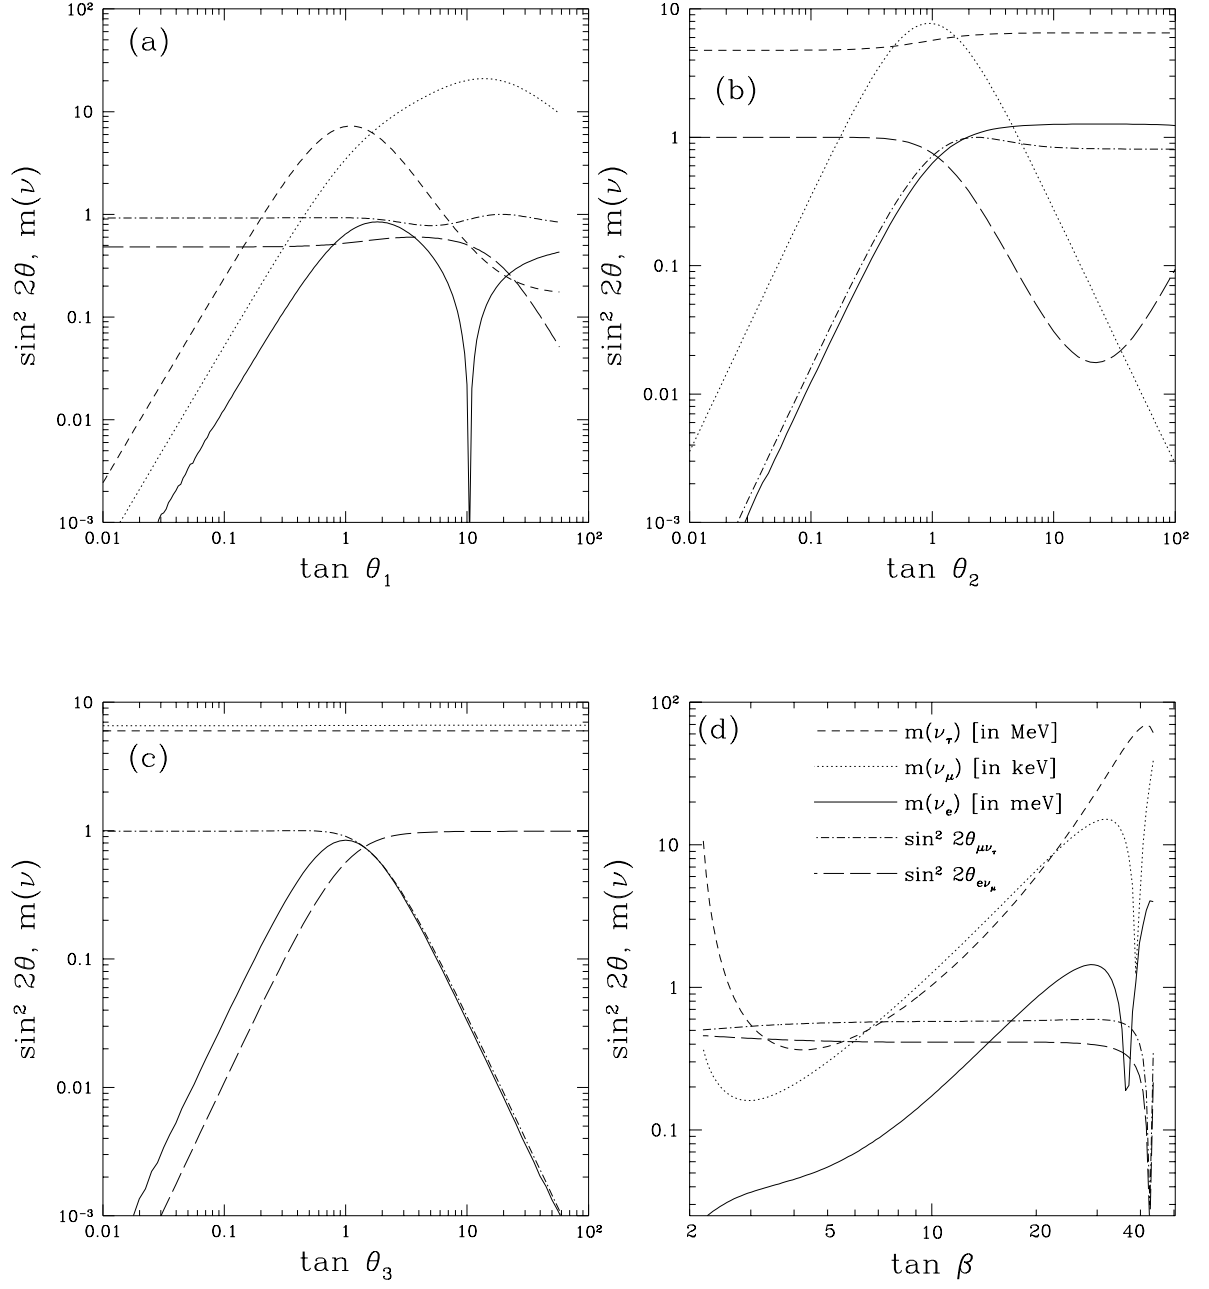 (a)
10²
10
1
0.1
0.01
10⁻³
0.01 0.1 1 10 10²
sin² 2θ, m(ν)
tan θ₁
(b)
10
1
0.1
0.01
10⁻³
0.01 0.1 1 10 10²
sin² 2θ, m(ν)
tan θ₂
(c)
10
1
0.1
0.01
10⁻³
0.01 0.1 1 10 10²
sin² 2θ, m(ν)
tan θ₃
(d)
10²
10
1
0.1
m(ν_τ) [in MeV]
m(ν_μ) [in keV]
m(ν_e) [in meV]
sin² 2θ_μν_τ
sin² 2θ_eν_μ
2 5 10 20 40
sin² 2θ, m(ν)
tan β